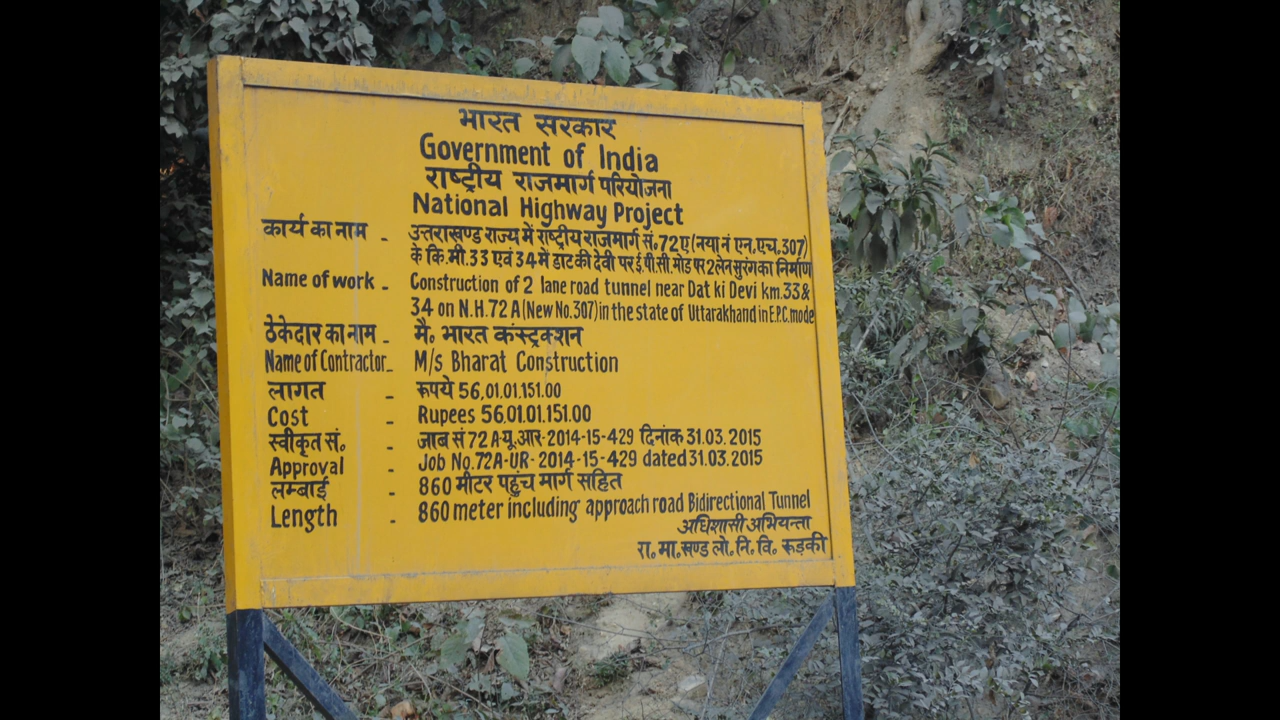 भारत सरकार
Government of India
राष्ट्रीय राजमार्ग परियोजना
National Highway Project
कार्य का नाम - उत्तराखण्ड राज्य में राष्ट्रीय राजमार्ग सं. 72ए (नया नं एन.एच. 307)
के कि.मी. 33 एवं 34 में डाट की देवी पर ई.पी.सी. मोड पर 2 लेन सुरंग का निर्माण
Name of work - Construction of 2 lane road tunnel near Dat ki Devi km. 33 &
34 on N.H. 72 A (New No. 307) in the state of Uttarakhand in E.P.C. mode
ठेकेदार का नाम - मै॰ भारत कंस्ट्रक्शन
Name of Contractor - M/s Bharat Construction
लागत - रूपये 56.01.01.151.00
Cost - Rupees 56.01.01.151.00
स्वीकृत सं॰ - जाब सं 72 A-यू.आर- 2014-15-429 दिनांक 31.03.2015
Approval - Job No. 72A-UR- 2014-15-429 dated 31.03.2015
लम्बाई - 860 मीटर पहुंच मार्ग सहित
Length - 860 meter including approach road Bidirectional Tunnel
अधिशासी अभियन्ता
रा॰ मा॰ खण्ड लो॰ नि॰ वि॰ रूड़की